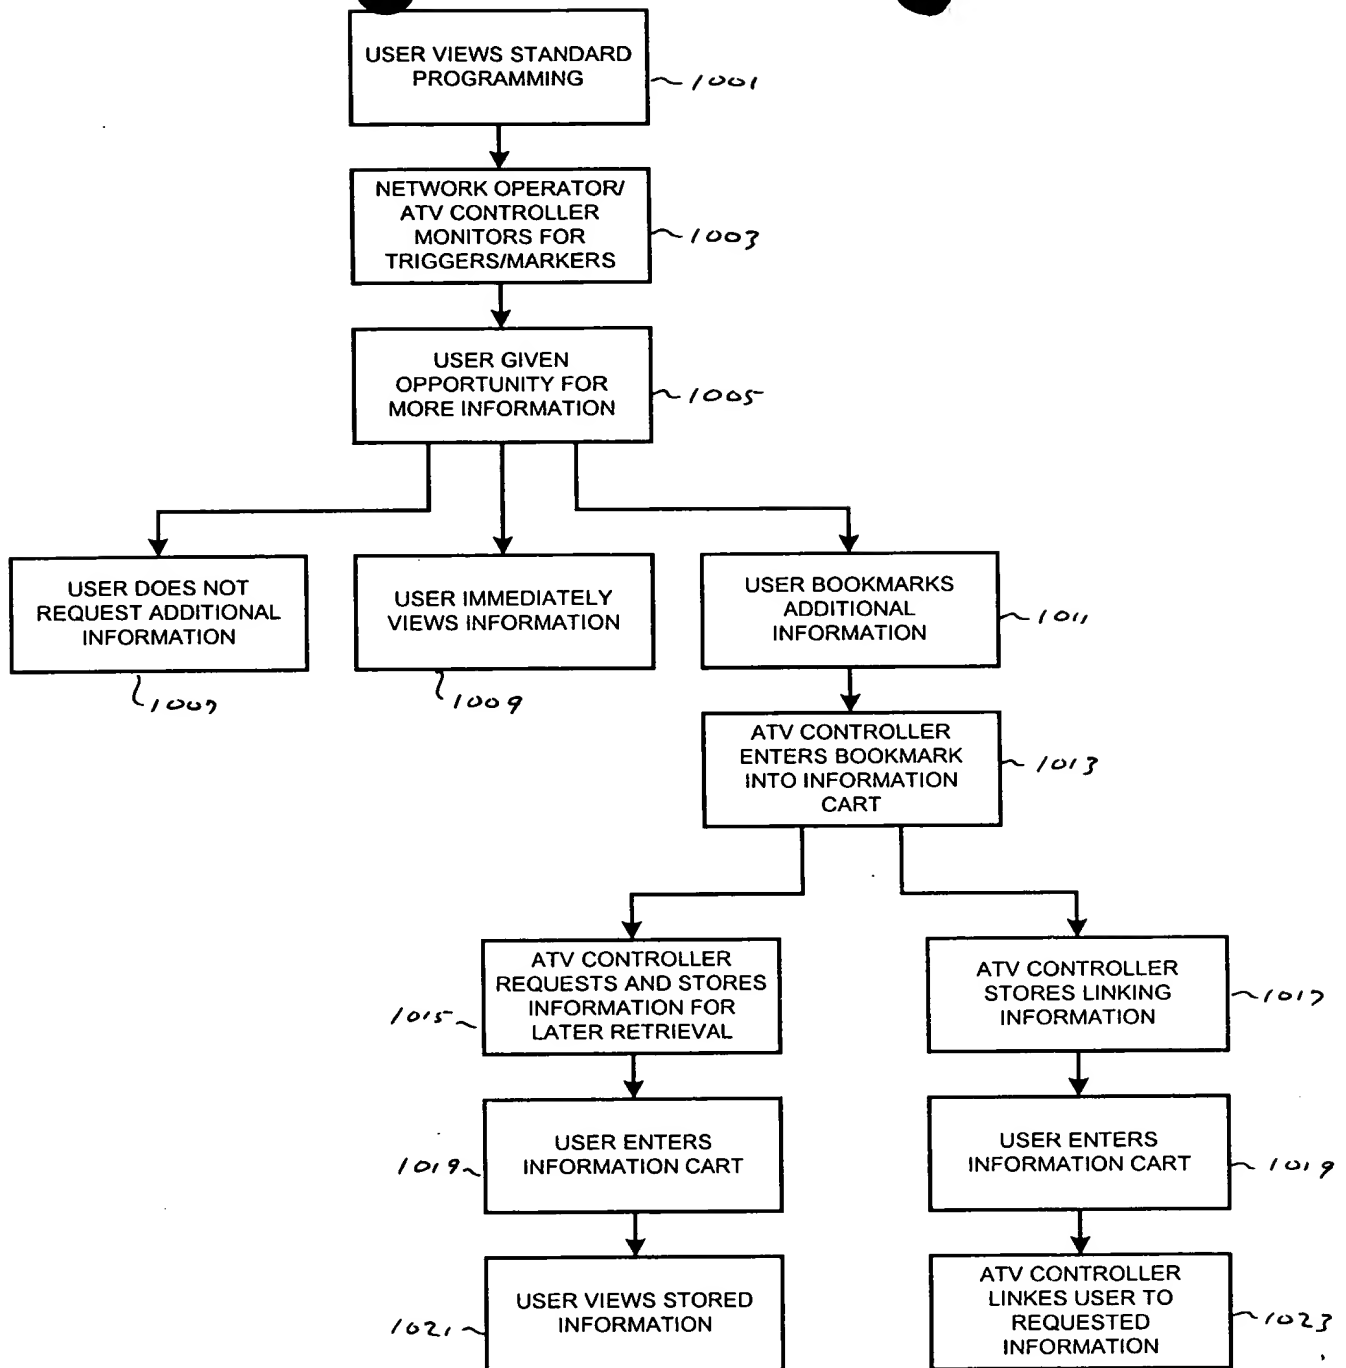 USER VIEWS STANDARD
PROGRAMMING
1001
NETWORK OPERATOR/
ATV CONTROLLER
MONITORS FOR
TRIGGERS/MARKERS
1003
USER GIVEN
OPPORTUNITY FOR
MORE INFORMATION
1005
USER DOES NOT
REQUEST ADDITIONAL
INFORMATION
1007
USER IMMEDIATELY
VIEWS INFORMATION
1009
USER BOOKMARKS
ADDITIONAL
INFORMATION
1011
ATV CONTROLLER
ENTERS BOOKMARK
INTO INFORMATION
CART
1013
ATV CONTROLLER
REQUESTS AND STORES
INFORMATION FOR
LATER RETRIEVAL
1015
ATV CONTROLLER
STORES LINKING
INFORMATION
1017
USER ENTERS
INFORMATION CART
1019
USER ENTERS
INFORMATION CART
1019
USER VIEWS STORED
INFORMATION
1021
ATV CONTROLLER
LINKES USER TO
REQUESTED
INFORMATION
1023